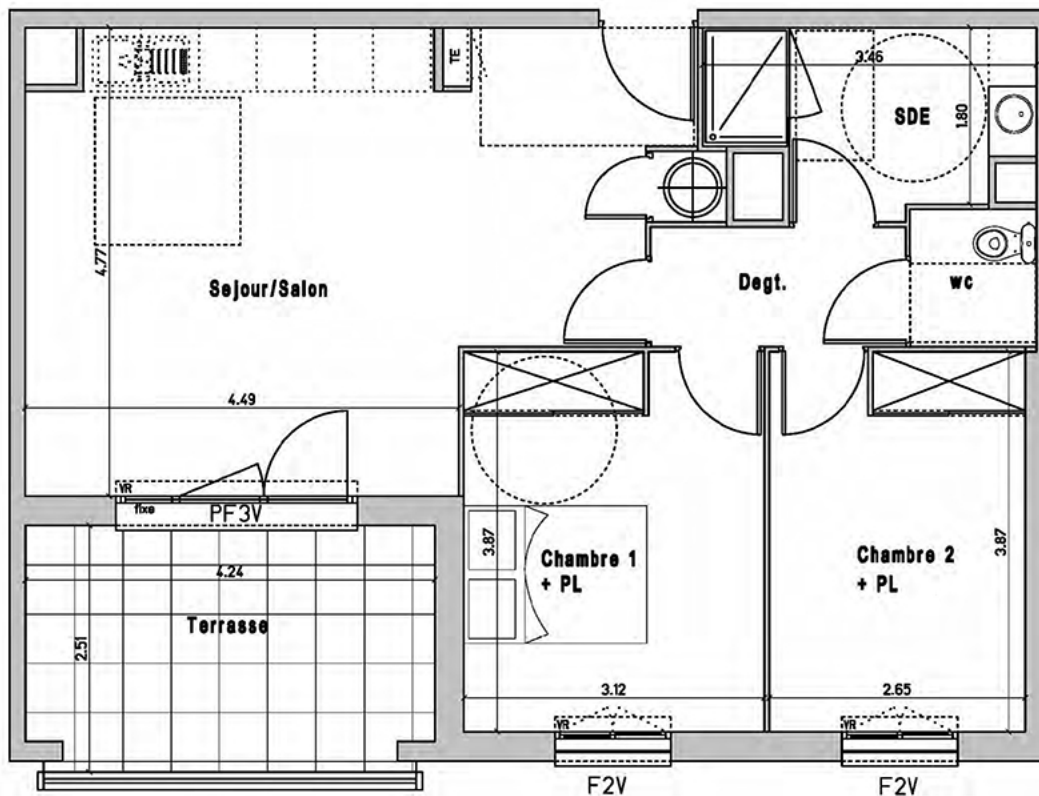 TE
3.46
SDE
1.80
4.77
Sejour/Salon
Degt.
wc
4.49
VR
fixe
PF3V
4.24
Terrasse
2.51
3.87
Chambre 1
+ PL
Chambre 2
+ PL
3.87
3.12
2.65
VR
VR
F2V
F2V